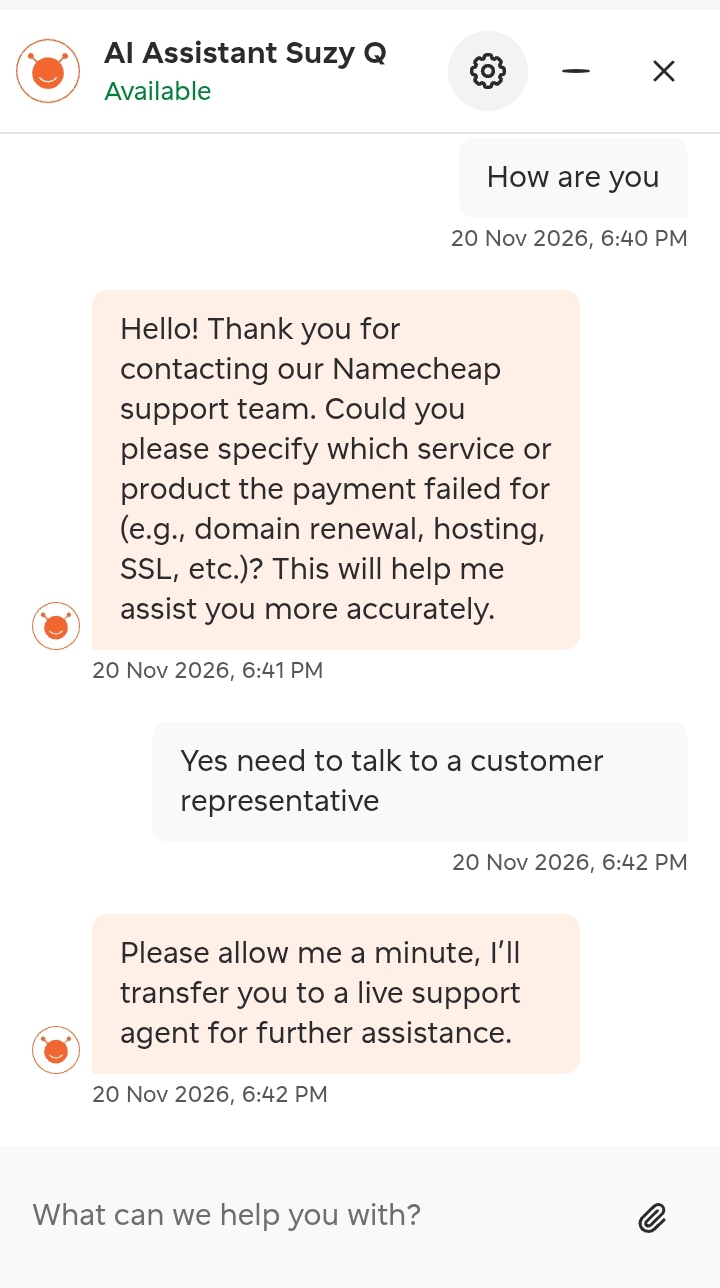 AI Assistant Suzy Q
Available
How are you
20 Nov 2026, 6:40 PM
Hello! Thank you for
contacting our Namecheap
support team. Could you
please specify which service or
product the payment failed for
(e.g., domain renewal, hosting,
SSL, etc.)? This will help me
assist you more accurately.
20 Nov 2026, 6:41 PM
Yes need to talk to a customer
representative
20 Nov 2026, 6:42 PM
Please allow me a minute, I’ll
transfer you to a live support
agent for further assistance.
20 Nov 2026, 6:42 PM
What can we help you with?